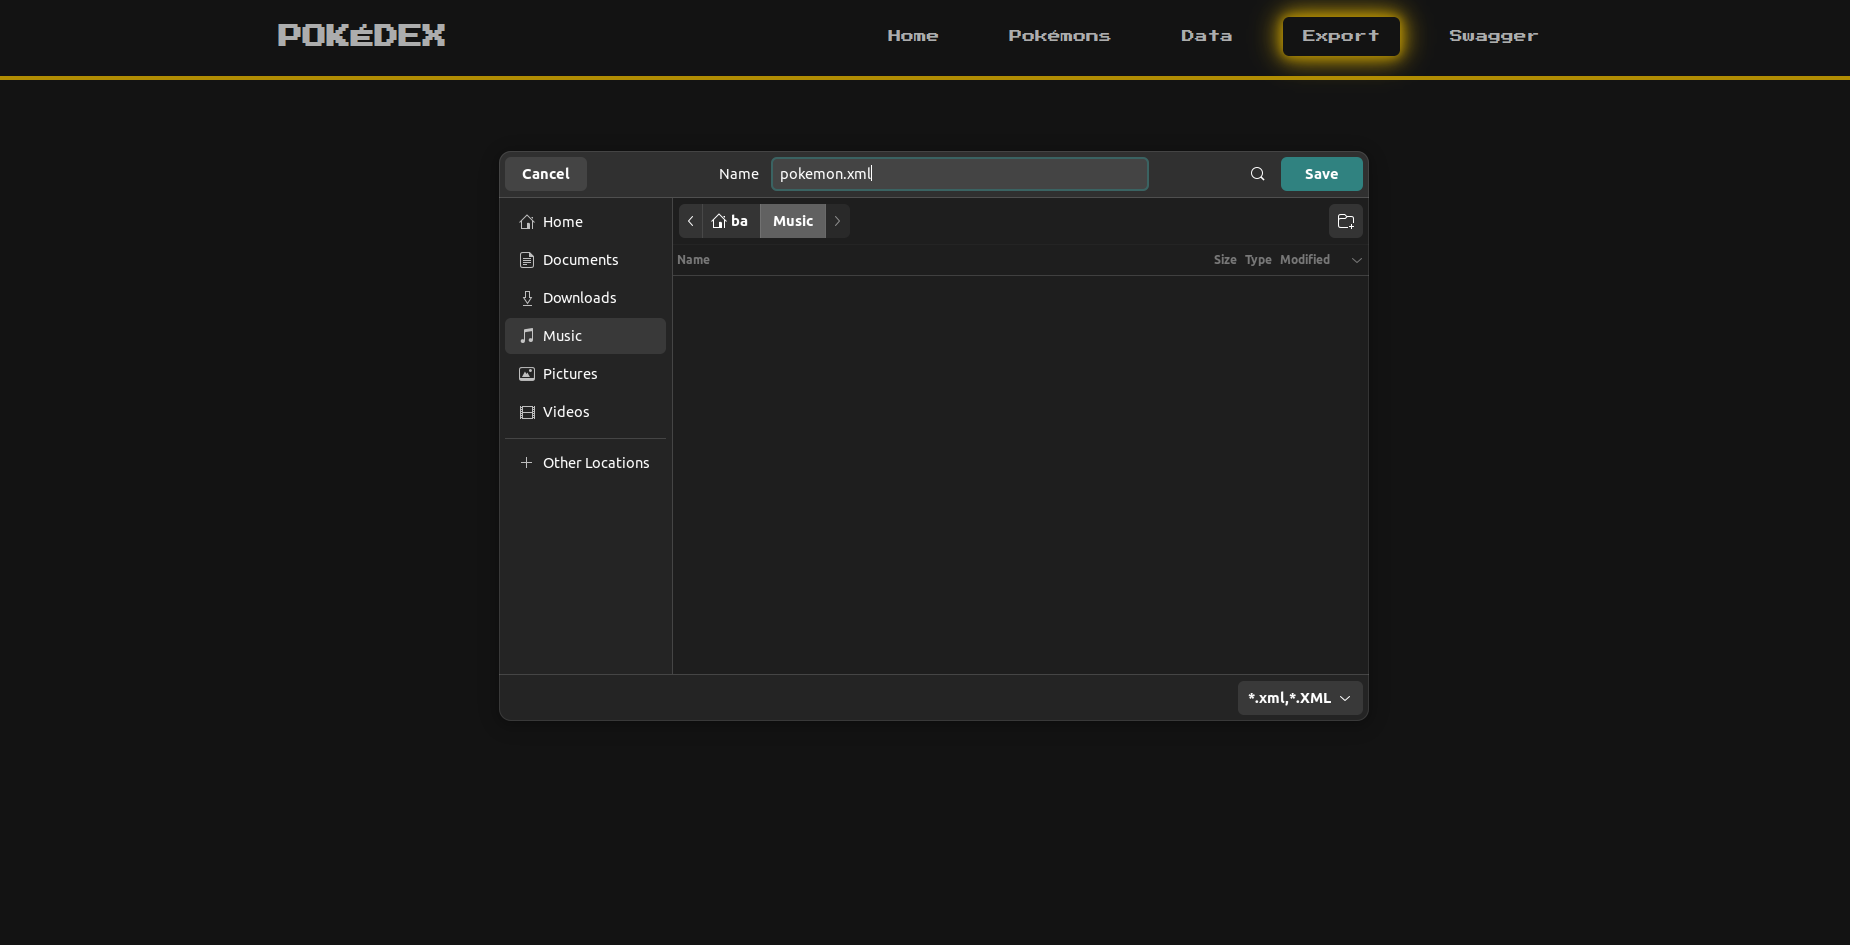 POKéDEX
Home Pokémons Data Export Swagger
Cancel Name pokemon.xml Save
Home
Documents
Downloads
Music
Pictures
Videos
Other Locations
ba Music
Name Size Type Modified
*.xml,*.XML